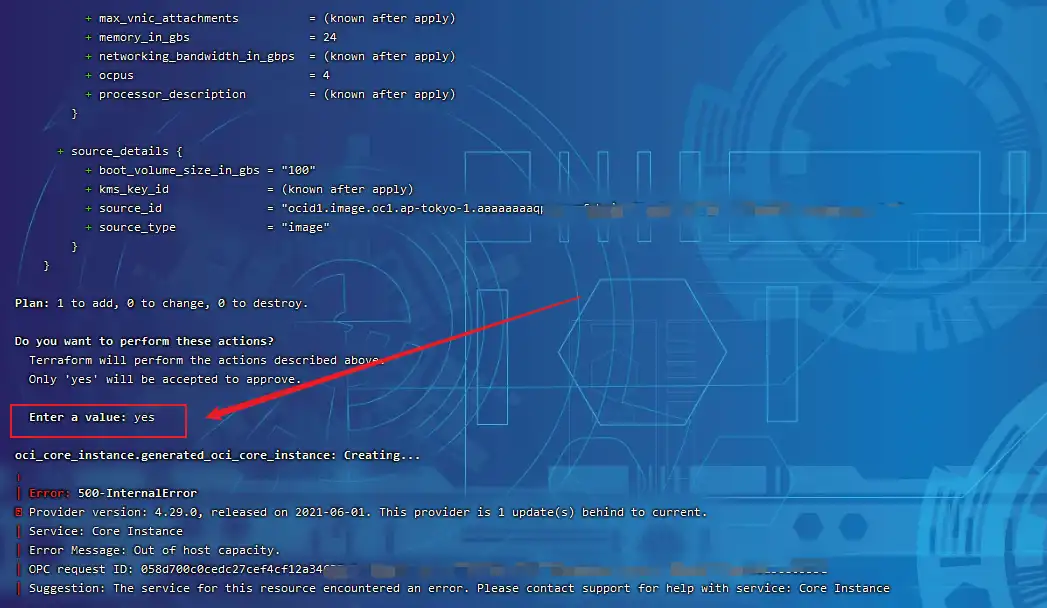 + max_vnic_attachments = (known after apply)
+ memory_in_gbs = 24
+ networking_bandwidth_in_gbps = (known after apply)
+ ocpus = 4
+ processor_description = (known after apply)
}
+ source_details {
+ boot_volume_size_in_gbs = "100"
+ kms_key_id = (known after apply)
+ source_id = "ocid1.image.oc1.ap-tokyo-1.aaaaaaaaqp
+ source_type = "image"
}
}
Plan: 1 to add, 0 to change, 0 to destroy.
Do you want to perform these actions?
Terraform will perform the actions described above.
Only 'yes' will be accepted to approve.
Enter a value: yes
oci_core_instance.generated_oci_core_instance: Creating...
Error: 500-InternalError
Provider version: 4.29.0, released on 2021-06-01. This provider is 1 update(s) behind to current.
Service: Core Instance
Error Message: Out of host capacity.
OPC request ID: 058d700c0cedc27cef4cf12a34
Suggestion: The service for this resource encountered an error. Please contact support for help with service: Core Instance